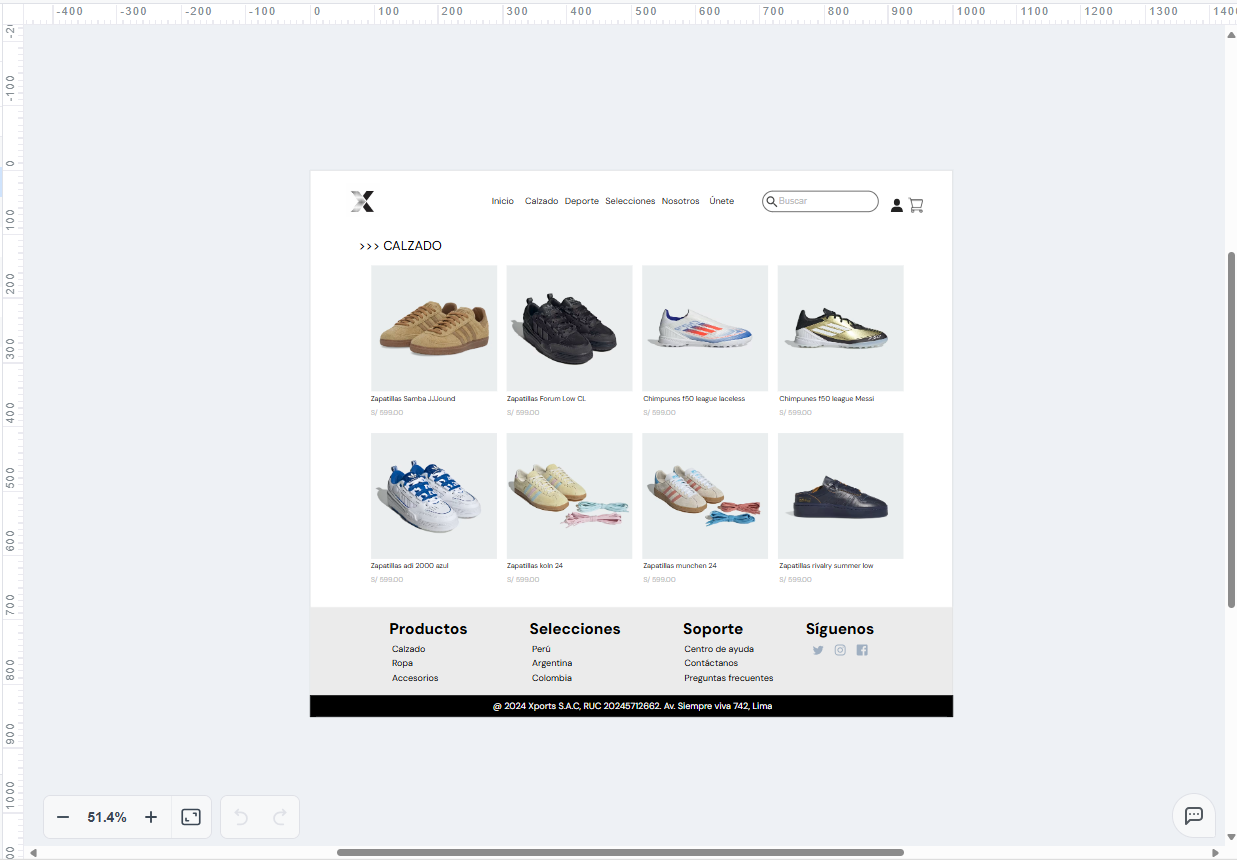 -400 -300 -200 -100 0 100 200 300 400 500 600 700 800 900 1000 1100 1200 1300 1400
-100
0
100
200
300
400
500
600
700
800
900
1000
X
Inicio Calzado Deporte Selecciones Nosotros Únete Buscar
>>> CALZADO
Zapatillas Samba JJJound Zapatillas Forum Low CL Chimpunes f50 league laceless Chimpunes f50 league Messi
S/ 599.00 S/ 599.00 S/ 599.00 S/ 599.00
Zapatillas adi 2000 azul Zapatillas koln 24 Zapatillas munchen 24 Zapatillas rivalry summer low
S/ 599.00 S/ 599.00 S/ 599.00 S/ 599.00
Productos Selecciones Soporte Síguenos
Calzado Perú Centro de ayuda
Ropa Argentina Contáctanos
Accesorios Colombia Preguntas frecuentes
@ 2024 Xports S.A.C, RUC 20245712662. Av. Siempre viva 742, Lima
51.4%